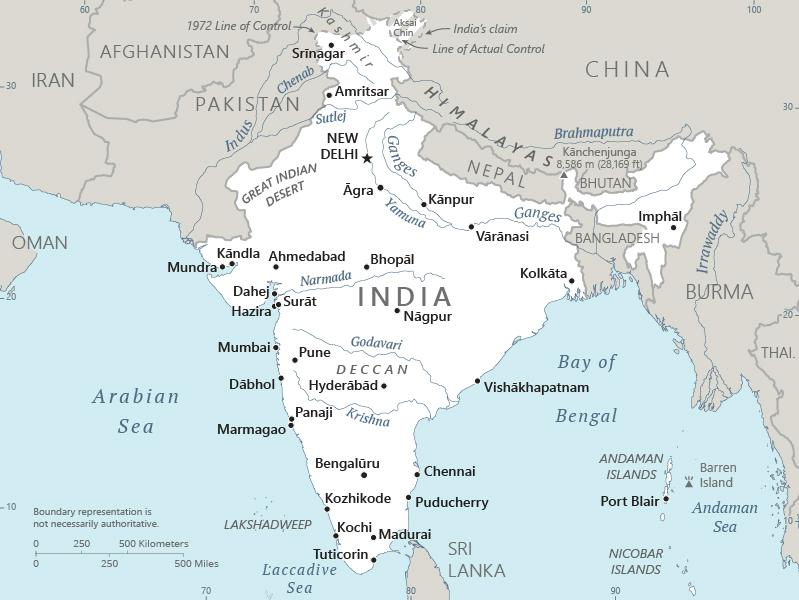 60
70
80
90
100
1972 Line of Control
Kashmir
Aksai
Chin
India's claim
Line of Actual Control
AFGHANISTAN
Srīnagar
CHINA
IRAN
30
Chenab
Amritsar
PAKISTAN
30
Indus
Sutlej
HIMALAYAS
Brahmaputra
NEW
DELHI
Ganges
Kānchenjunga
8,586 m (28,169 ft)
NEPAL
BHUTAN
GREAT INDIAN
DESERT
Āgra
Kānpur
Yamuna
Ganges
Imphāl
Vārānasi
BANGLADESH
Irrawaddy
OMAN
Kāndla
Mundra
Ahmedabad
Bhopāl
Kolkāta
Narmada
Dahej
Surāt
INDIA
BURMA
20
Hazira
Nāgpur
20
Mumbai
Pune
Godavari
THAI.
DECCAN
Bay of
Dābhol
Hyderābād
Vishākhapatnam
Arabian
Sea
Panaji
Krishna
Bengal
Marmagao
Bengalūru
Chennai
ANDAMAN
ISLANDS
Barren
Island
Kozhikode
Puducherry
Port Blair
10
Andaman
Sea
10
Boundary representation is
not necessarily authoritative.
LAKSHADWEEP
Kochi
Madurai
0 250 500 Kilometers
0 250 500 Miles
Tuticorin
SRI
LANKA
NICOBAR
ISLANDS
Laccadive
Sea
70
80
90